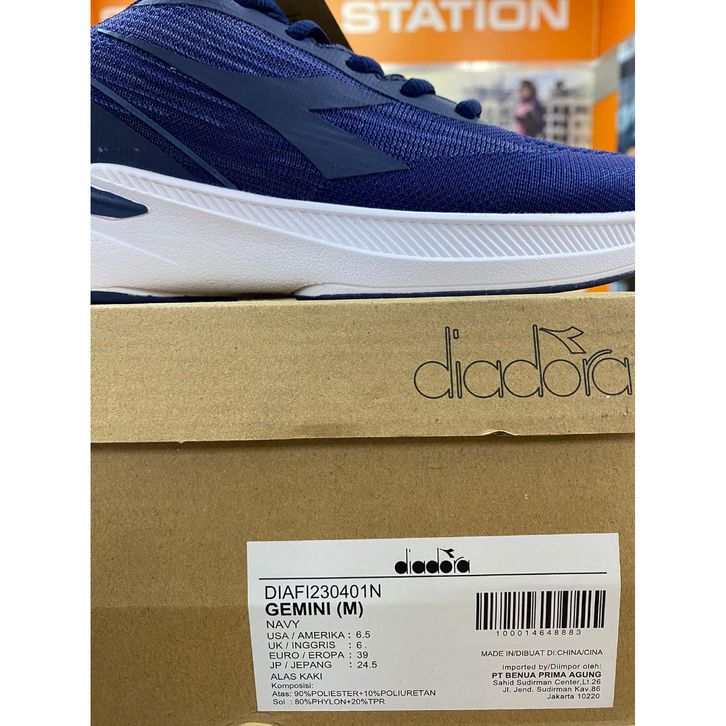 STATION
diadora
diadora
DIAFI230401N
GEMINI (M)
NAVY
USA / AMERIKA : 6.5
UK / INGGRIS : 6
EURO / EROPA : 39
JP / JEPANG : 24.5
ALAS KAKI
Komposisi:
Atas: 90%POLIESTER+10%POLIURETAN
Sol : 80%PHYLON+20%TPR
100014648883
MADE IN/DIBUAT DI:CHINA/CINA
Imported by/Diimpor oleh:
PT BENUA PRIMA AGUNG
Sahid Sudirman Center,Lt.26
Jl. Jend. Sudirman Kav.86
Jakarta 10220